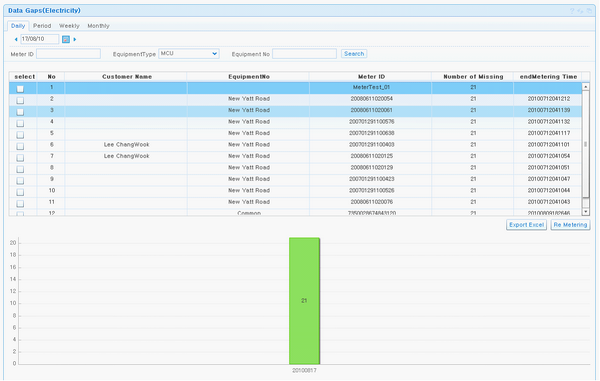 Data Gaps(Electricity)
Daily Period Weekly Monthly
17/08/10
Meter ID EquipmentType MCU Equipment No Search
select No Customer Name EquipmentNo Meter ID Number of Missing endMetering Time
1 MeterTest_01 21
2 New Yatt Road 20080611020054 21 20100712041212
3 New Yatt Road 20080611020061 21 20100712041139
4 New Yatt Road 200701291100576 21 20100712041132
5 New Yatt Road 200701291100638 21 20100712041117
6 Lee ChangWook New Yatt Road 200701291100403 21 20100712041101
7 Lee ChangWook New Yatt Road 20080611020125 21 20100712041054
8 New Yatt Road 20080611020129 21 20100712041051
9 New Yatt Road 200701291100423 21 20100712041047
10 New Yatt Road 200701291100526 21 20100712041044
11 New Yatt Road 20080611020076 21 20100712041043
12 Common 21
Export Excel Re Metering
20
18
16
14
12
10
8
6
4
2
0
21
20100817